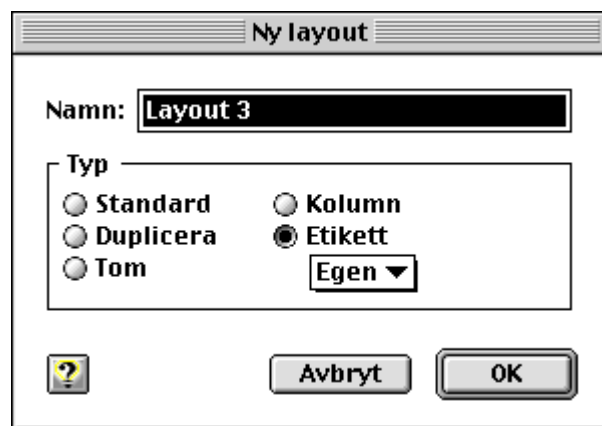 Ny layout
Namn: Layout 3
Typ
Standard
Duplicera
Tom
Kolumn
Etikett
Egen
?
Avbryt
OK